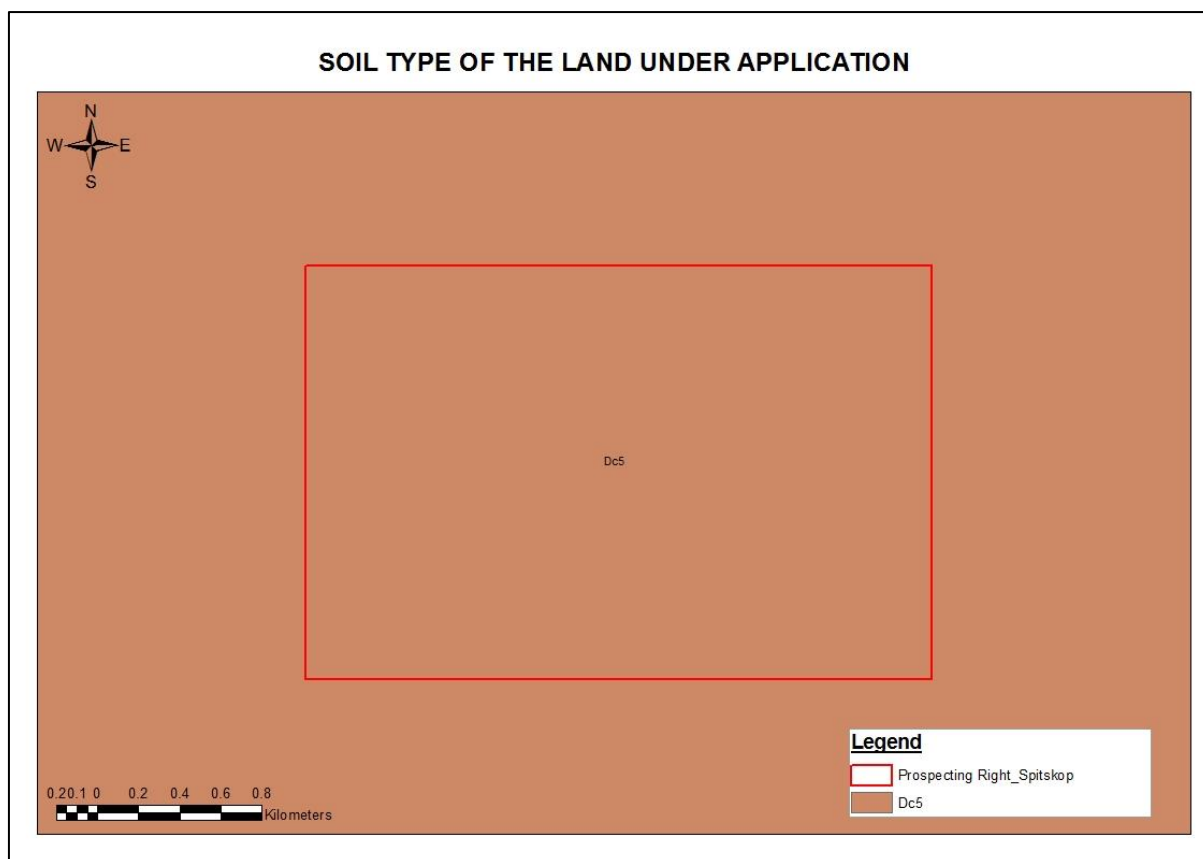 SOIL TYPE OF THE LAND UNDER APPLICATION
N
W E
S
Dc5
Legend
Prospecting Right_Spitskop
Dc5
0.20.1 0 0.2 0.4 0.6 0.8
Kilometers